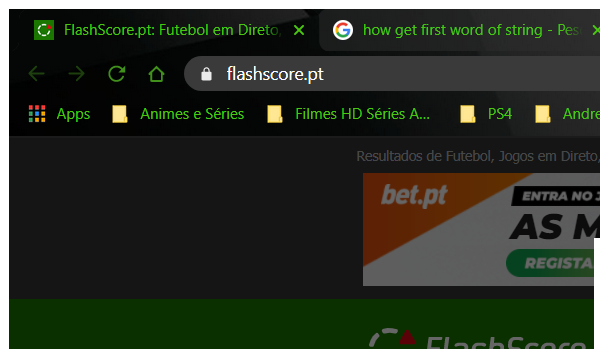 FlashScore.pt: Futebol em Direto,
how get first word of string - Pes
flashscore.pt
Apps
Animes e Séries
Filmes HD Séries A...
PS4
Andre
Resultados de Futebol, Jogos em Direto,
bet.pt
ENTRA NO J
AS M
REGISTA
FlashScore